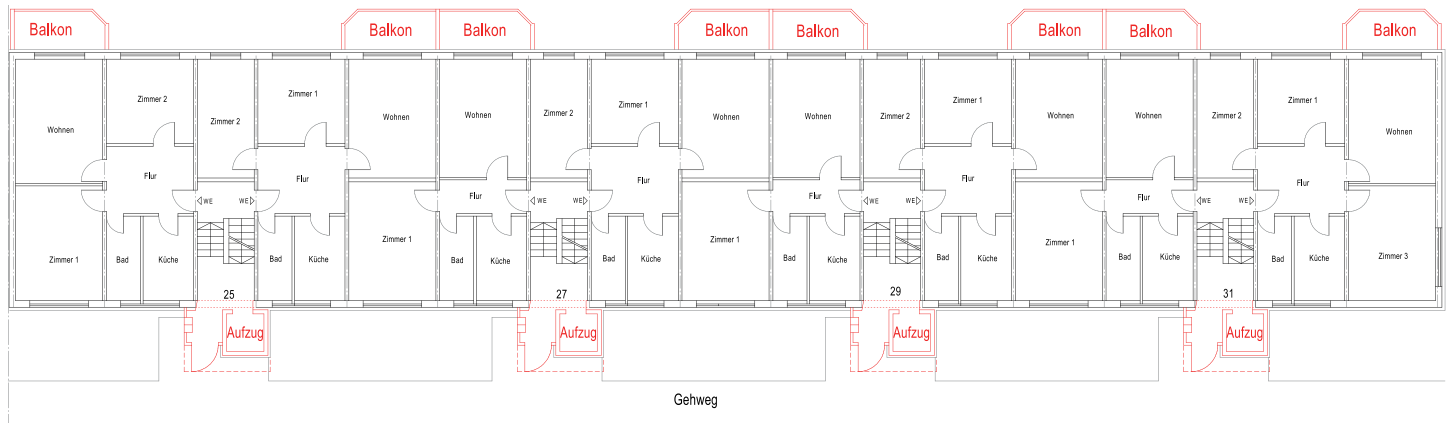 Balkon
Balkon
Balkon
Balkon
Balkon
Balkon
Balkon
Balkon
Zimmer 2
Zimmer 1
Zimmer 2
Zimmer 1
Zimmer 2
Zimmer 1
Zimmer 2
Zimmer 1
Wohnen
Zimmer 2
Wohnen
Wohnen
Wohnen
Wohnen
Wohnen
Wohnen
Wohnen
Flur
Flur
Flur
Flur
Flur
Flur
Flur
Flur
WE
WE
WE
WE
WE
WE
WE
WE
Zimmer 1
Bad
Küche
Bad
Küche
Zimmer 1
Bad
Küche
Bad
Küche
Zimmer 1
Bad
Küche
Bad
Küche
Zimmer 1
Bad
Küche
Bad
Küche
Zimmer 3
25
27
29
31
Aufzug
Aufzug
Aufzug
Aufzug
Gehweg